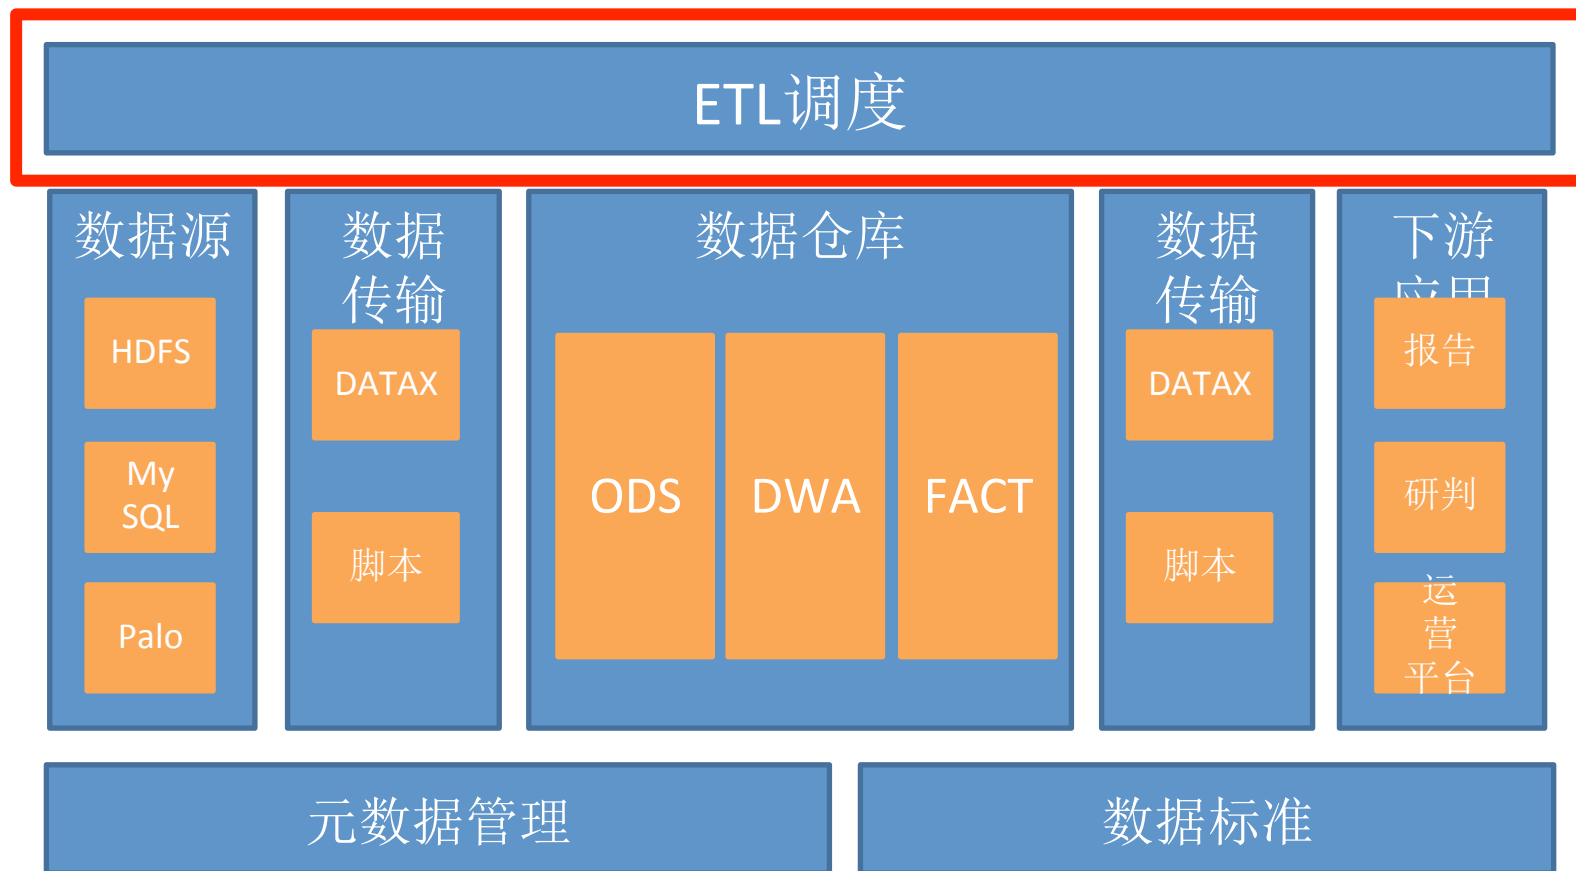 ETL调度
数据源
HDFS
My
SQL
Palo
数据
传输
DATAX
脚本
数据仓库
ODS
DWA
FACT
数据
传输
DATAX
脚本
下游
应用
报告
研判
运
营
平台
元数据管理
数据标准